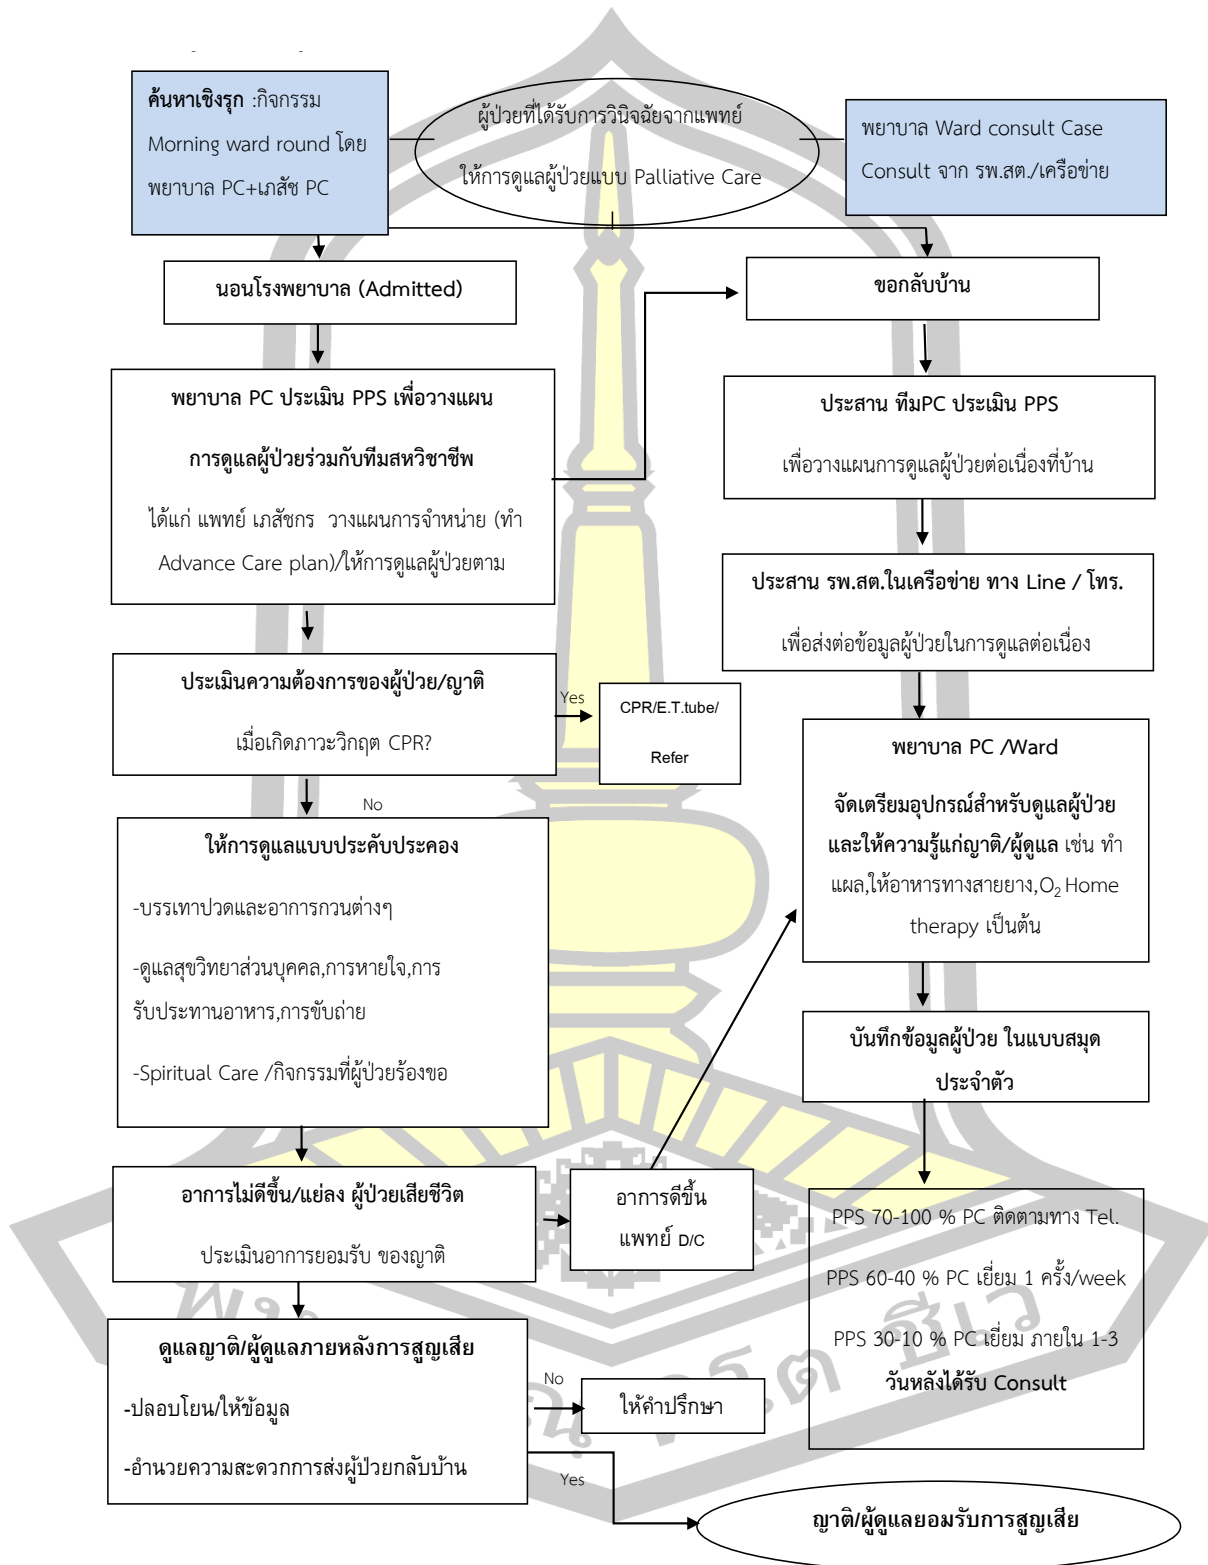 ค้นหาเชิงรุก :กิจกรรม
Morning ward round โดย
พยาบาล PC+เภสัช PC
ผู้ป่วยที่ได้รับการวินิจฉัยจากแพทย์
ให้การดูแลผู้ป่วยแบบ Palliative Care
พยาบาล Ward consult Case
Consult จาก รพ.สต./เครือข่าย
นอนโรงพยาบาล (Admitted)
ขอกลับบ้าน
พยาบาล PC ประเมิน PPS เพื่อวางแผน
การดูแลผู้ป่วยร่วมกับทีมสหวิชาชีพ
ได้แก่ แพทย์ เภสัชกร วางแผนการจำหน่าย (ทำ
Advance Care plan)/ให้การดูแลผู้ป่วยตาม
ประสาน ทีมPC ประเมิน PPS
เพื่อวางแผนการดูแลผู้ป่วยต่อเนื่องที่บ้าน
ประสาน รพ.สต.ในเครือข่าย ทาง Line / โทร.
เพื่อส่งต่อข้อมูลผู้ป่วยในการดูแลต่อเนื่อง
ประเมินความต้องการของผู้ป่วย/ญาติ
เมื่อเกิดภาวะวิกฤต CPR?
Yes
CPR/E.T.tube/
Refer
No
พยาบาล PC /Ward
จัดเตรียมอุปกรณ์สำหรับดูแลผู้ป่วย
และให้ความรู้แก่ญาติ/ผู้ดูแล เช่น ทำ
แผล,ให้อาหารทางสายยาง,O₂ Home
therapy เป็นต้น
ให้การดูแลแบบประคับประคอง
-บรรเทาปวดและอาการกวนต่างๆ
-ดูแลสุขวิทยาส่วนบุคคล,การหายใจ,การ
รับประทานอาหาร,การขับถ่าย
-Spiritual Care /กิจกรรมที่ผู้ป่วยร้องขอ
บันทึกข้อมูลผู้ป่วย ในแบบสมุด
ประจำตัว
อาการไม่ดีขึ้น/แย่ลง ผู้ป่วยเสียชีวิต
ประเมินอาการยอมรับ ของญาติ
อาการดีขึ้น
แพทย์ D/C
PPS 70-100 % PC ติดตามทาง Tel.
PPS 60-40 % PC เยี่ยม 1 ครั้ง/week
PPS 30-10 % PC เยี่ยม ภายใน 1-3
วันหลังได้รับ Consult
ดูแลญาติ/ผู้ดูแลภายหลังการสูญเสีย
-ปลอบโยน/ให้ข้อมูล
-อำนวยความสะดวกการส่งผู้ป่วยกลับบ้าน
No
ให้คำปรึกษา
Yes
ญาติ/ผู้ดูแลยอมรับการสูญเสีย
ชีเว